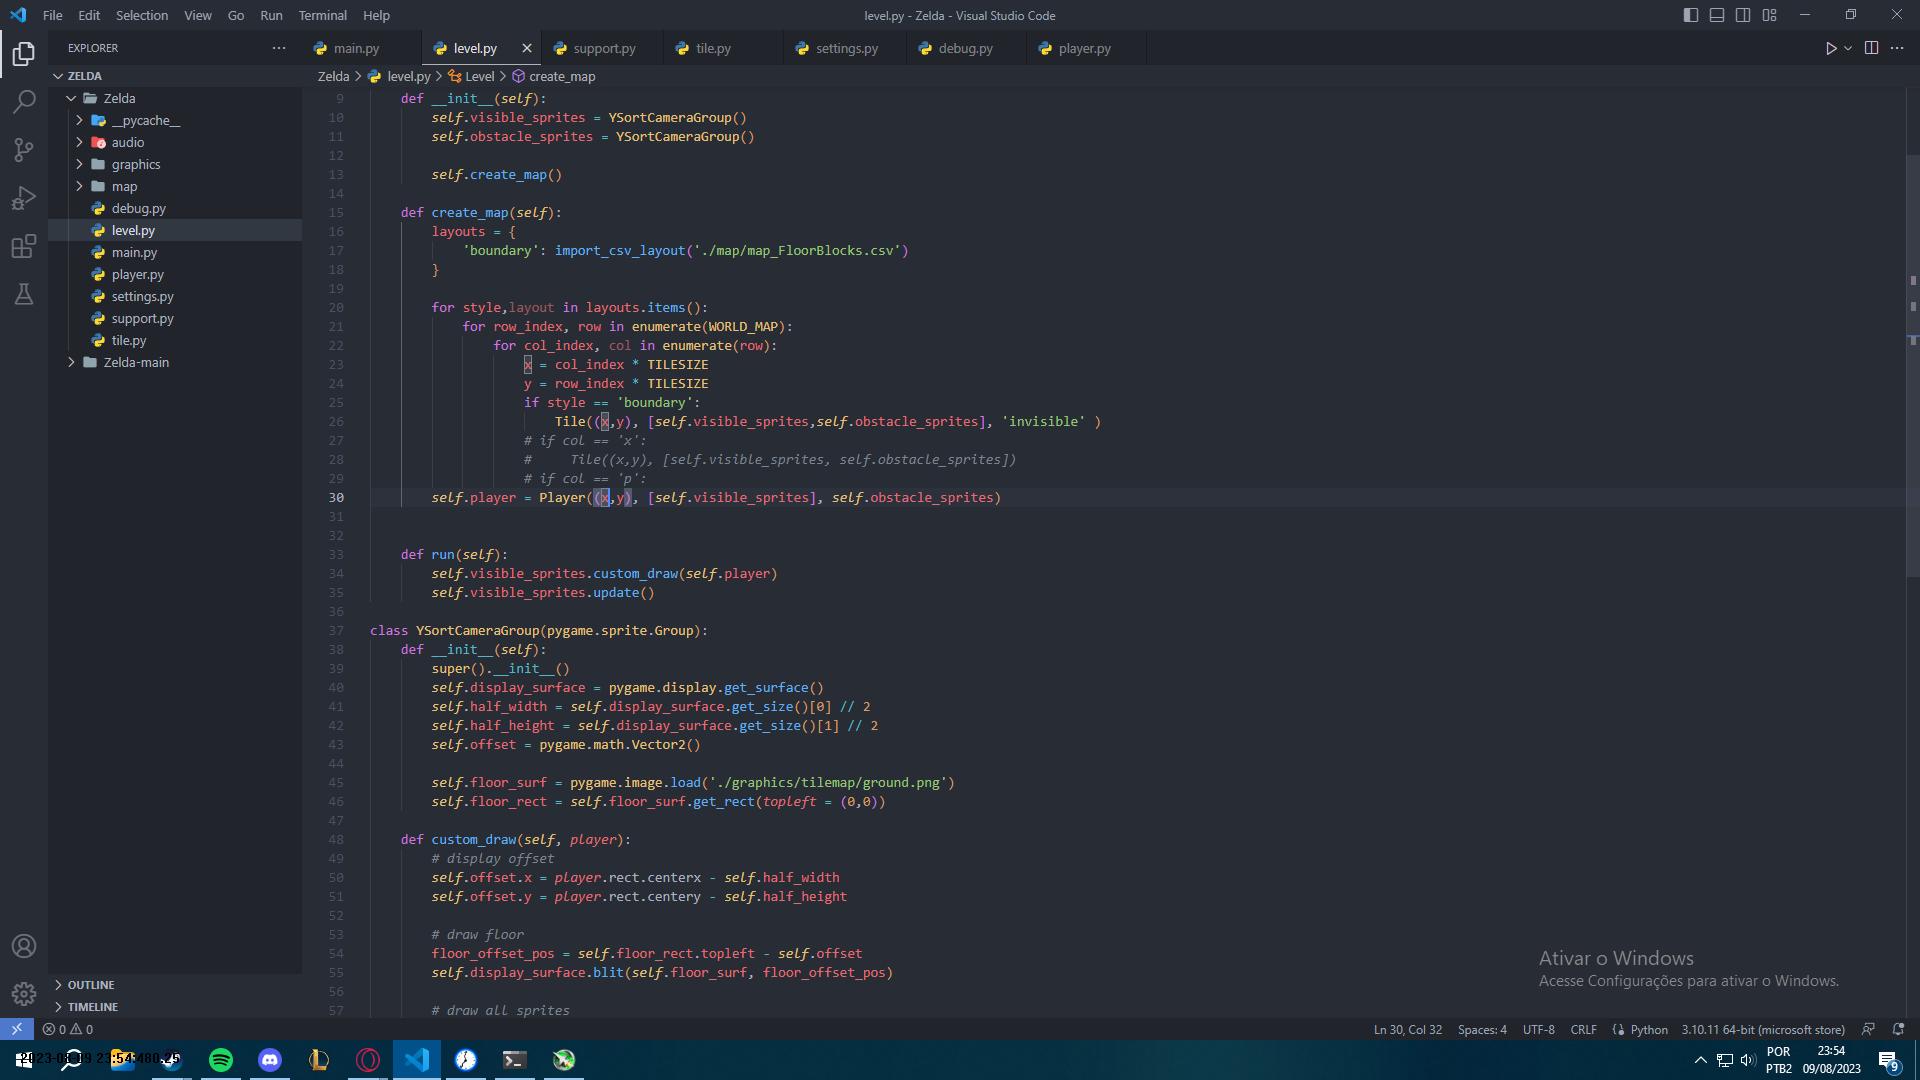 File Edit Selection View Go Run Terminal Help
level.py - Zelda - Visual Studio Code
EXPLORER
main.py level.py support.py tile.py settings.py debug.py player.py
ZELDA
Zelda > level.py > Level > create_map
Zelda
__pycache__
audio
graphics
map
debug.py
level.py
main.py
player.py
settings.py
support.py
tile.py
Zelda-main
9 def __init__(self):
10 self.visible_sprites = YSortCameraGroup()
11 self.obstacle_sprites = YSortCameraGroup()
12
13 self.create_map()
14
15 def create_map(self):
16 layouts = {
17 'boundary': import_csv_layout('./map/map_FloorBlocks.csv')
18 }
19
20 for style,layout in layouts.items():
21 for row_index, row in enumerate(WORLD_MAP):
22 for col_index, col in enumerate(row):
23 x = col_index * TILESIZE
24 y = row_index * TILESIZE
25 if style == 'boundary':
26 Tile((x,y), [self.visible_sprites,self.obstacle_sprites], 'invisible' )
27 # if col == 'x':
28 #     Tile((x,y), [self.visible_sprites, self.obstacle_sprites])
29 # if col == 'p':
30 self.player = Player((x,y), [self.visible_sprites], self.obstacle_sprites)
31
32
33 def run(self):
34 self.visible_sprites.custom_draw(self.player)
35 self.visible_sprites.update()
36
37 class YSortCameraGroup(pygame.sprite.Group):
38 def __init__(self):
39 super().__init__()
40 self.display_surface = pygame.display.get_surface()
41 self.half_width = self.display_surface.get_size()[0] // 2
42 self.half_height = self.display_surface.get_size()[1] // 2
43 self.offset = pygame.math.Vector2()
44
45 self.floor_surf = pygame.image.load('./graphics/tilemap/ground.png')
46 self.floor_rect = self.floor_surf.get_rect(topleft = (0,0))
47
48 def custom_draw(self, player):
49 # display offset
50 self.offset.x = player.rect.centerx - self.half_width
51 self.offset.y = player.rect.centery - self.half_height
52
53 # draw floor
54 floor_offset_pos = self.floor_rect.topleft - self.offset
55 self.display_surface.blit(self.floor_surf, floor_offset_pos)
56
57 # draw all sprites
OUTLINE
TIMELINE
Ativar o Windows
Acesse Configurações para ativar o Windows.
0 0
Ln 30, Col 32 Spaces: 4 UTF-8 CRLF Python 3.10.11 64-bit (microsoft store)
POR
PTB2
23:54
09/08/2023
9